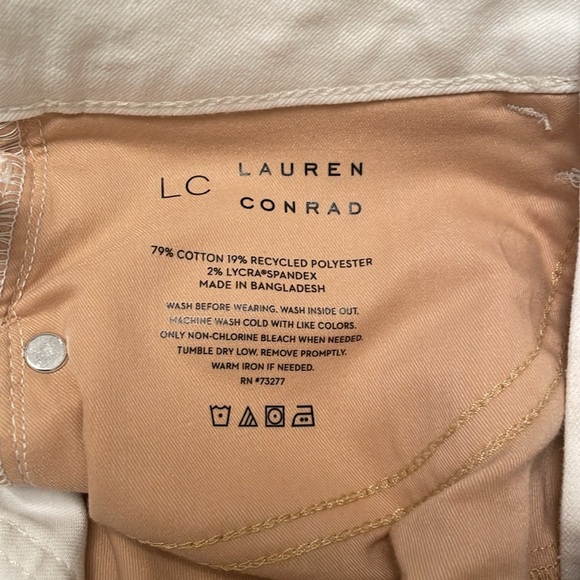 LC LAUREN
CONRAD
79% COTTON 19% RECYCLED POLYESTER
2% LYCRA®SPANDEX
MADE IN BANGLADESH
WASH BEFORE WEARING. WASH INSIDE OUT.
MACHINE WASH COLD WITH LIKE COLORS.
ONLY NON-CHLORINE BLEACH WHEN NEEDED.
TUMBLE DRY LOW. REMOVE PROMPTLY.
WARM IRON IF NEEDED.
RN #73277